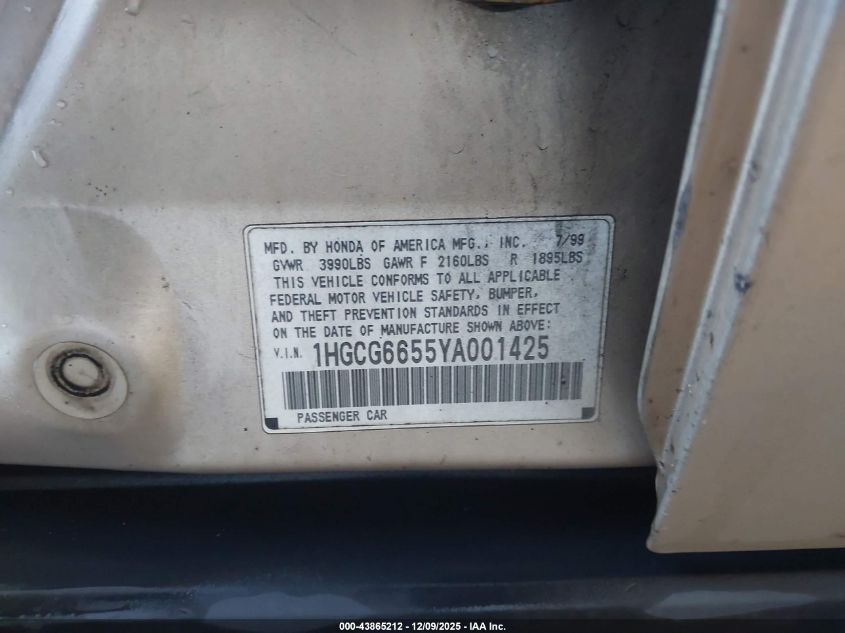 MFD. BY HONDA OF AMERICA MFG., INC. 7/99
GVWR 3990LBS GAWR F 2160LBS R 1895LBS
THIS VEHICLE CONFORMS TO ALL APPLICABLE
FEDERAL MOTOR VEHICLE SAFETY, BUMPER,
AND THEFT PREVENTION STANDARDS IN EFFECT
ON THE DATE OF MANUFACTURE SHOWN ABOVE:
V.I.N. 1HGCG6655YA001425
PASSENGER CAR
000-43865212 - 12/09/2025 - IAA Inc.